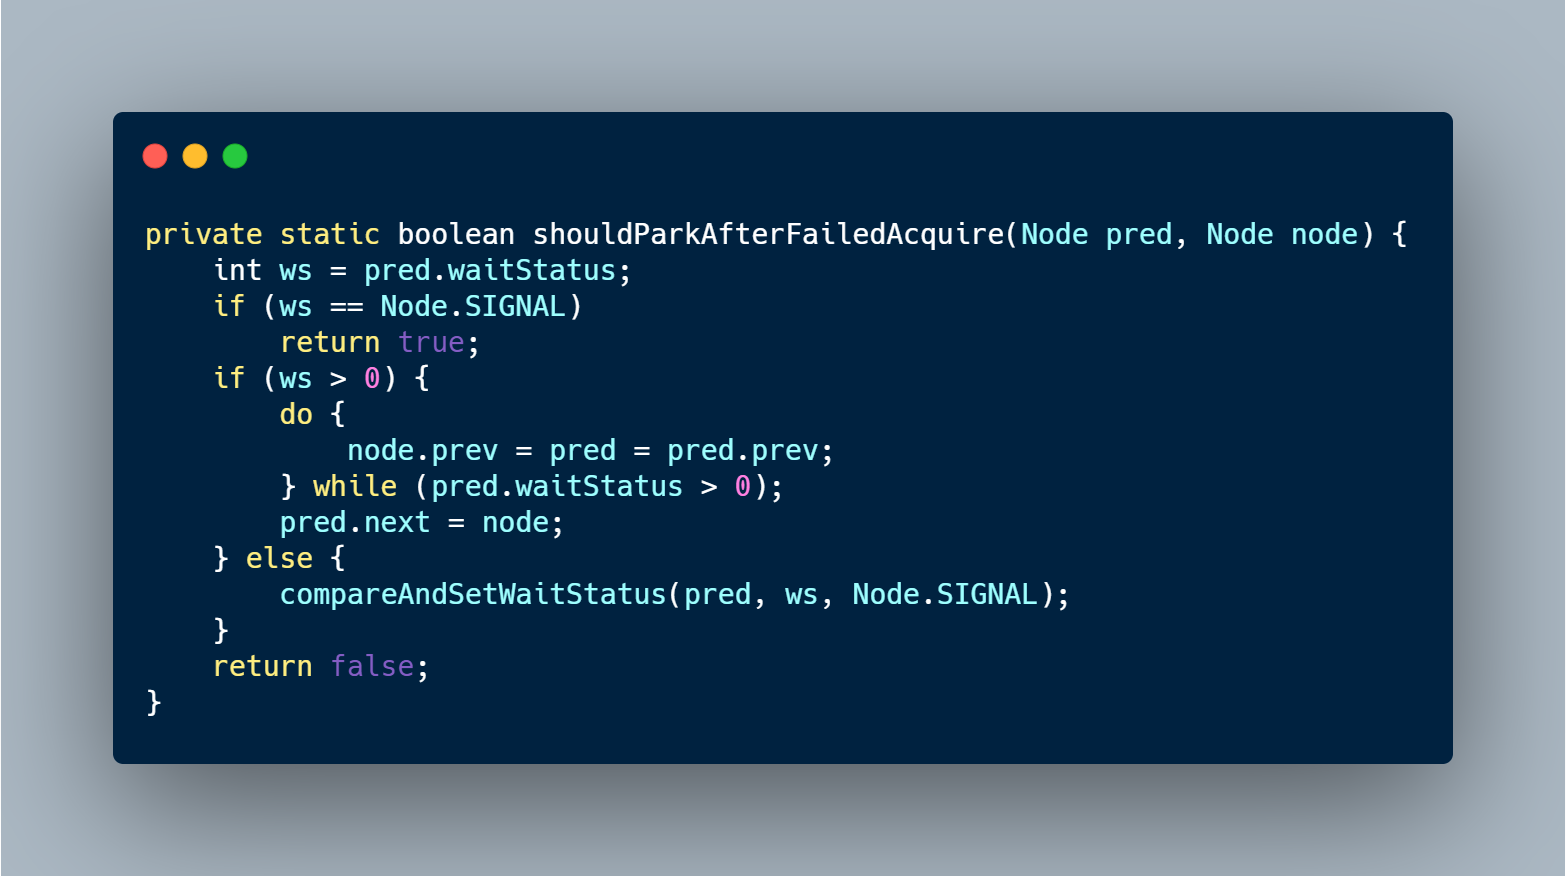 private static boolean shouldParkAfterFailedAcquire(Node pred, Node node) {
    int ws = pred.waitStatus;
    if (ws == Node.SIGNAL)
        return true;
    if (ws > 0) {
        do {
            node.prev = pred = pred.prev;
        } while (pred.waitStatus > 0);
        pred.next = node;
    } else {
        compareAndSetWaitStatus(pred, ws, Node.SIGNAL);
    }
    return false;
}